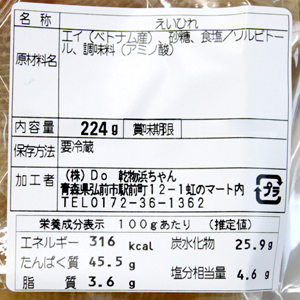 名称 えいひれ
原材料名 エイ(ベトナム産)、砂糖、食塩/ソルビトー
ル、調味料(アミノ酸)
内容量 224g 賞味期限
保存方法 要冷蔵
加工者 (株)Do 乾物浜ちゃん
青森県弘前市駅前町12-1虹のマート内
TEL0172-36-1362
プラ
栄養成分表示 100gあたり (推定値)
エネルギー 316 kcal 炭水化物 25.9g
たんぱく質 45.5g
脂質 3.6g 塩分相当量 4.6g